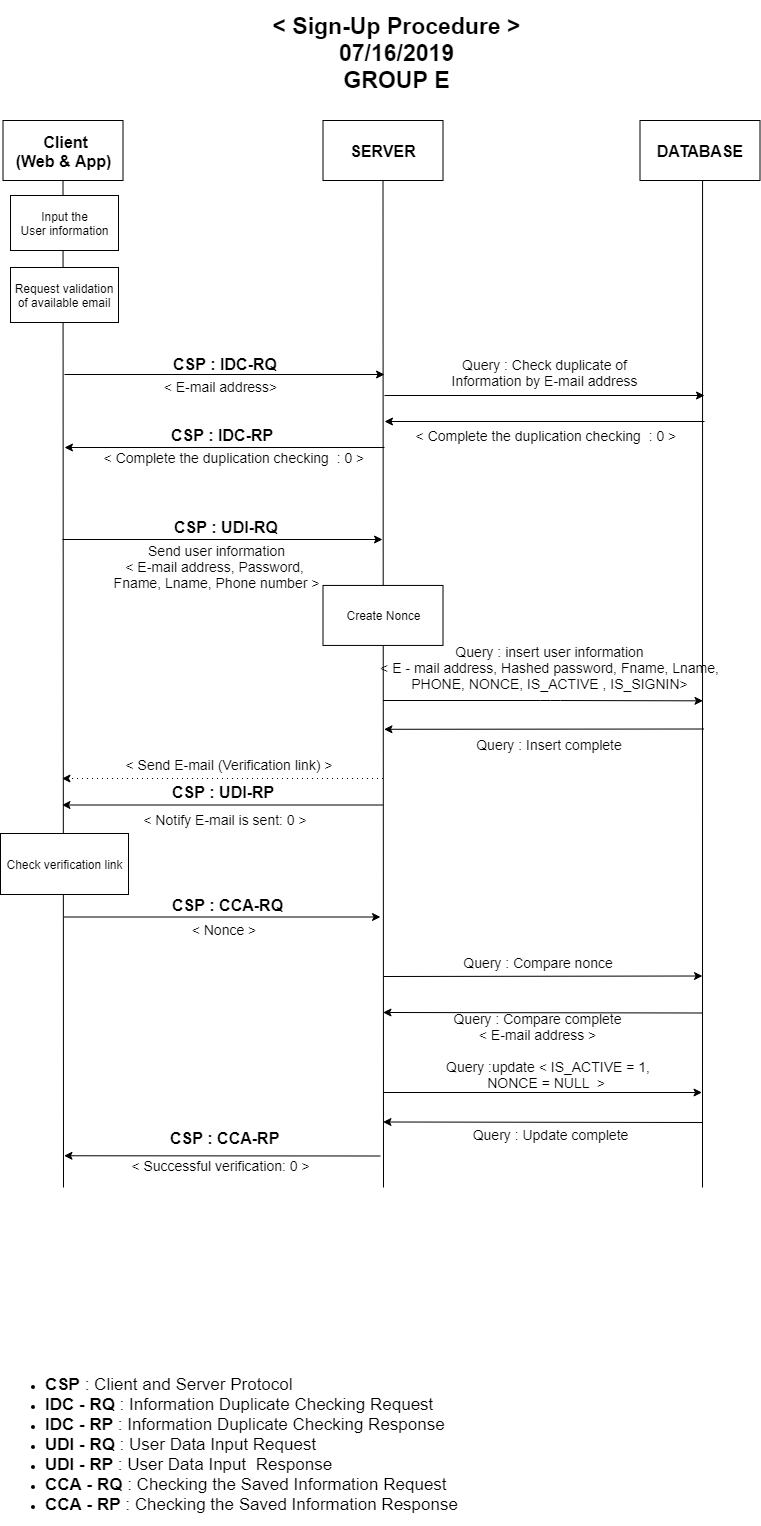 < Sign-Up Procedure >
07/16/2019
GROUP E
Client
(Web & App)
SERVER
DATABASE
Input the
User information
Request validation
of available email
CSP : IDC-RQ
< E-mail address>
Query : Check duplicate of
Information by E-mail address
CSP : IDC-RP
< Complete the duplication checking : 0 >
< Complete the duplication checking : 0 >
CSP : UDI-RQ
Send user information
< E-mail address, Password,
Fname, Lname, Phone number >
Create Nonce
Query : insert user information
< E - mail address, Hashed password, Fname, Lname,
PHONE, NONCE, IS_ACTIVE , IS_SIGNIN>
Query : Insert complete
< Send E-mail (Verification link) >
CSP : UDI-RP
< Notify E-mail is sent: 0 >
Check verification link
CSP : CCA-RQ
< Nonce >
Query : Compare nonce
Query : Compare complete
< E-mail address >
Query :update < IS_ACTIVE = 1,
NONCE = NULL >
Query : Update complete
CSP : CCA-RP
< Successful verification: 0 >
• CSP : Client and Server Protocol
• IDC - RQ : Information Duplicate Checking Request
• IDC - RP : Information Duplicate Checking Response
• UDI - RQ : User Data Input Request
• UDI - RP : User Data Input Response
• CCA - RQ : Checking the Saved Information Request
• CCA - RP : Checking the Saved Information Response